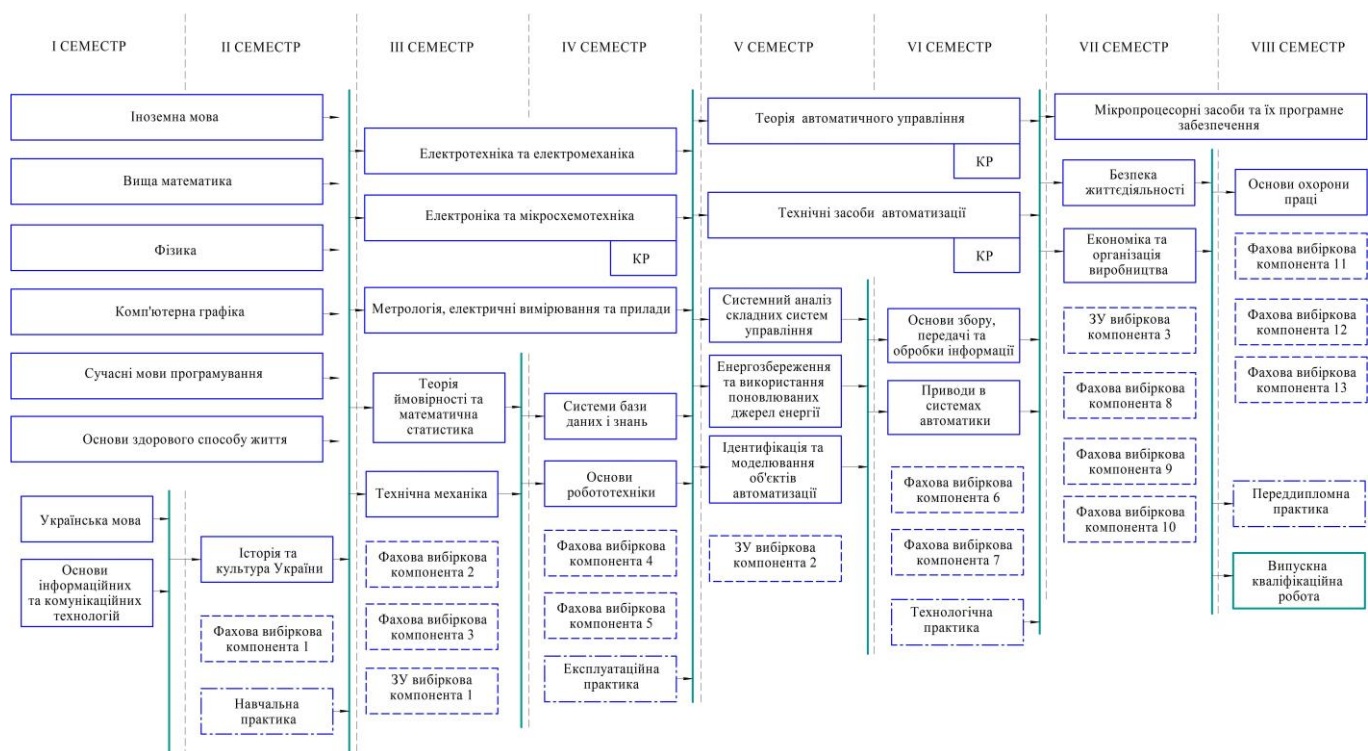 I СЕМЕСТР
II СЕМЕСТР
III СЕМЕСТР
IV СЕМЕСТР
V СЕМЕСТР
VI СЕМЕСТР
VII СЕМЕСТР
VIII СЕМЕСТР
Іноземна мова
Вища математика
Фізика
Комп'ютерна графіка
Сучасні мови програмування
Основи здорового способу життя
Українська мова
Основи
інформаційних
та комунікаційних
технологій
Історія та
культура України
Фахова вибіркова
компонента 1
Навчальна
практика
Електротехніка та електромеханіка
Електроніка та мікросхемотехніка
КР
Метрологія, електричні вимірювання та прилади
Теорія
ймовірності та
математична
статистика
Технічна механіка
Фахова вибіркова
компонента 2
Фахова вибіркова
компонента 3
ЗУ вибіркова
компонента 1
Системи бази
даних і знань
Основи
робототехніки
Фахова вибіркова
компонента 4
Фахова вибіркова
компонента 5
Експлуатаційна
практика
Теорія автоматичного управління
КР
Технічні засоби автоматизації
КР
Системний аналіз
складних систем
управління
Енергозбереження
та використання
поновлюваних
джерел енергії
Ідентифікація та
моделювання
об'єктів
автоматизації
ЗУ вибіркова
компонента 2
Основи збору,
передачі та
обробки інформації
Приводи в
системах
автоматики
Фахова вибіркова
компонента 6
Фахова вибіркова
компонента 7
Технологічна
практика
Мікропроцесорні засоби та їх програмне
забезпечення
Безпека
життєдіяльності
Економіка та
організація
виробництва
ЗУ вибіркова
компонента 3
Фахова вибіркова
компонента 8
Фахова вибіркова
компонента 9
Фахова вибіркова
компонента 10
Основи охорони
праці
Фахова вибіркова
компонента 11
Фахова вибіркова
компонента 12
Фахова вибіркова
компонента 13
Переддипломна
практика
Випускна
кваліфікаційна
робота